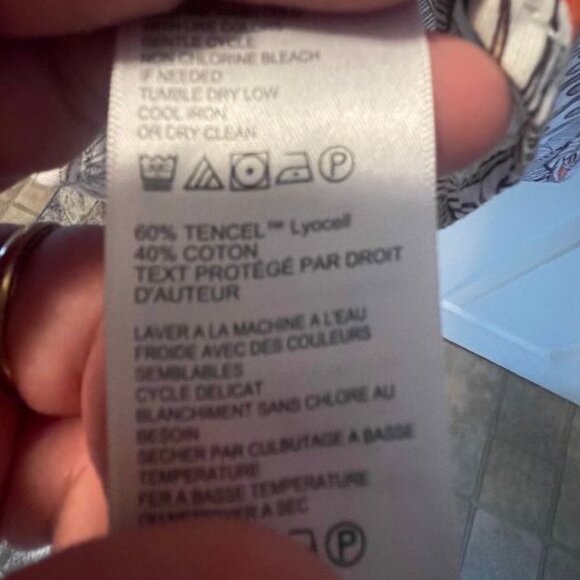 GENTLE CYCLE
NON CHLORINE BLEACH
IF NEEDED
TUMBLE DRY LOW
COOL IRON
OR DRY CLEAN
P
60% TENCEL™ Lyocell
40% COTON
TEXT PROTÉGÉ PAR DROIT
D'AUTEUR
LAVER A LA MACHINE A L'EAU
FROIDE AVEC DES COULEURS
SEMBLABLES
CYCLE DELICAT
BLANCHIMENT SANS CHLORE AU
BESOIN
SECHER PAR CULBUTAGE A BASSE
TEMPERATURE
FER A BASSE TEMPERATURE
A SEC
P